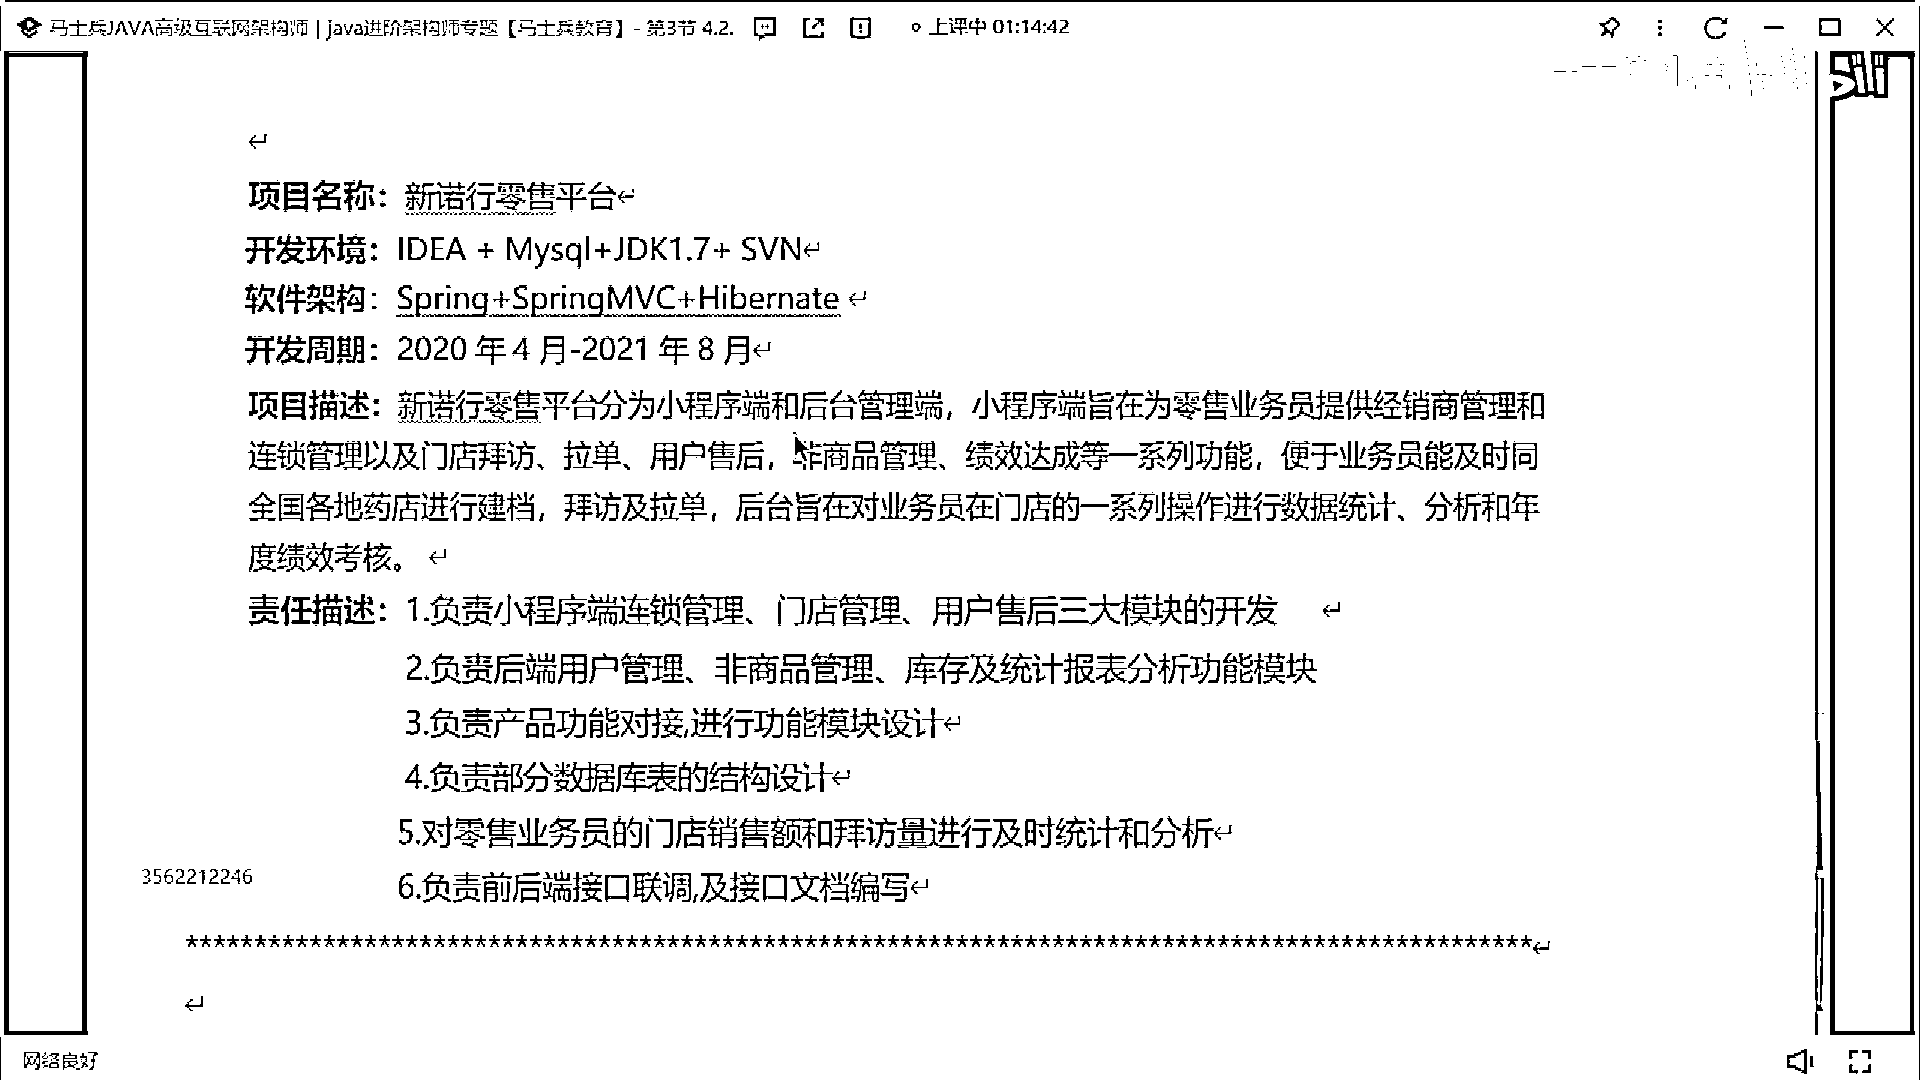 马士兵JAVA高级互联网架构师 | java进阶架构师专题【马士兵教育】- 第3节 4.2. 上课中 01:14:42
项目名称：新诺行零售平台
开发环境：IDEA + Mysql+JDK1.7+ SVN
软件架构：Spring+SpringMVC+Hibernate
开发周期：2020 年 4 月-2021 年 8 月
项目描述：新诺行零售平台分为小程序端和后台管理端，小程序端旨在为零售业务员提供经销商管理和
连锁管理以及门店拜访、拉单、用户售后，非商品管理、绩效达成等一系列功能，便于业务员能及时同
全国各地药店进行建档，拜访及拉单，后台旨在对业务员在门店的一系列操作进行数据统计、分析和年
度绩效考核。
责任描述：1.负责小程序端连锁管理、门店管理、用户售后三大模块的开发
2.负责后端用户管理、非商品管理、库存及统计报表分析功能模块
3.负责产品功能对接,进行功能模块设计
4.负责部分数据库表的结构设计
5.对零售业务员的门店销售额和拜访量进行及时统计和分析
3562212246
6.负责前后端接口联调,及接口文档编写
网络良好